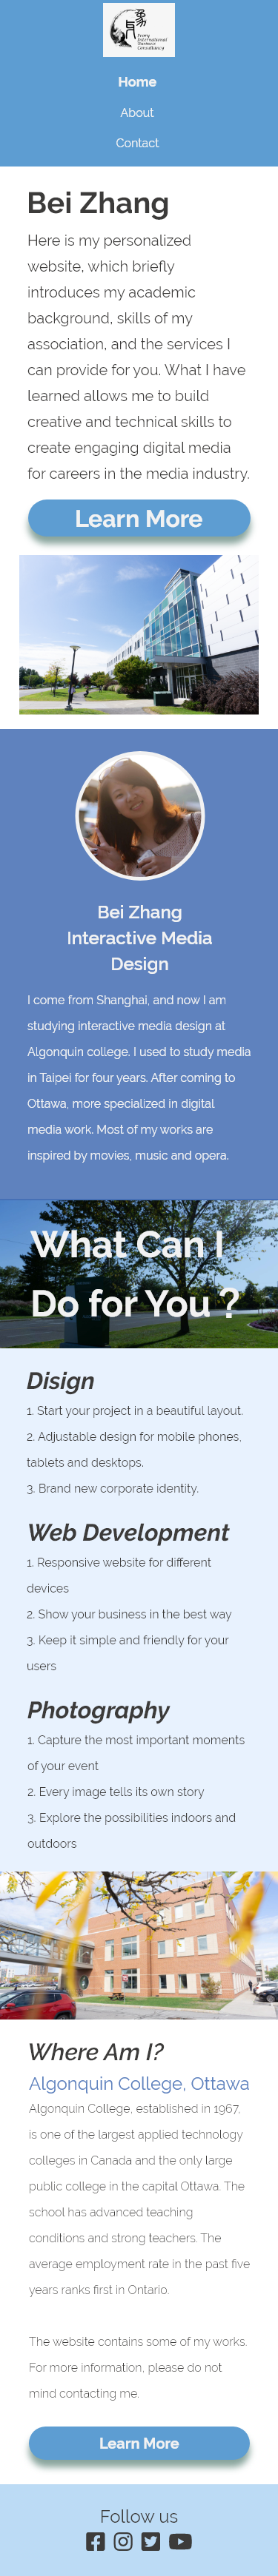 Ivony
International
Business
Consultancy
Home
About
Contact
Bei Zhang
Here is my personalized
website, which briefly
introduces my academic
background, skills of my
association, and the services I
can provide for you. What I have
learned allows me to build
creative and technical skills to
create engaging digital media
for careers in the media industry.
Learn More
Bei Zhang
Interactive Media
Design
I come from Shanghai, and now I am
studying interactive media design at
Algonquin college. I used to study media
in Taipei for four years. After coming to
Ottawa, more specialized in digital
media work. Most of my works are
inspired by movies, music and opera.
What Can I
Do for You？
Disign
1. Start your project in a beautiful layout.
2. Adjustable design for mobile phones,
tablets and desktops.
3. Brand new corporate identity.
Web Development
1. Responsive website for different
devices
2. Show your business in the best way
3. Keep it simple and friendly for your
users
Photography
1. Capture the most important moments
of your event
2. Every image tells its own story
3. Explore the possibilities indoors and
outdoors
Where Am I?
Algonquin College, Ottawa
Algonquin College, established in 1967,
is one of the largest applied technology
colleges in Canada and the only large
public college in the capital Ottawa. The
school has advanced teaching
conditions and strong teachers. The
average employment rate in the past five
years ranks first in Ontario.
The website contains some of my works.
For more information, please do not
mind contacting me.
Learn More
Follow us